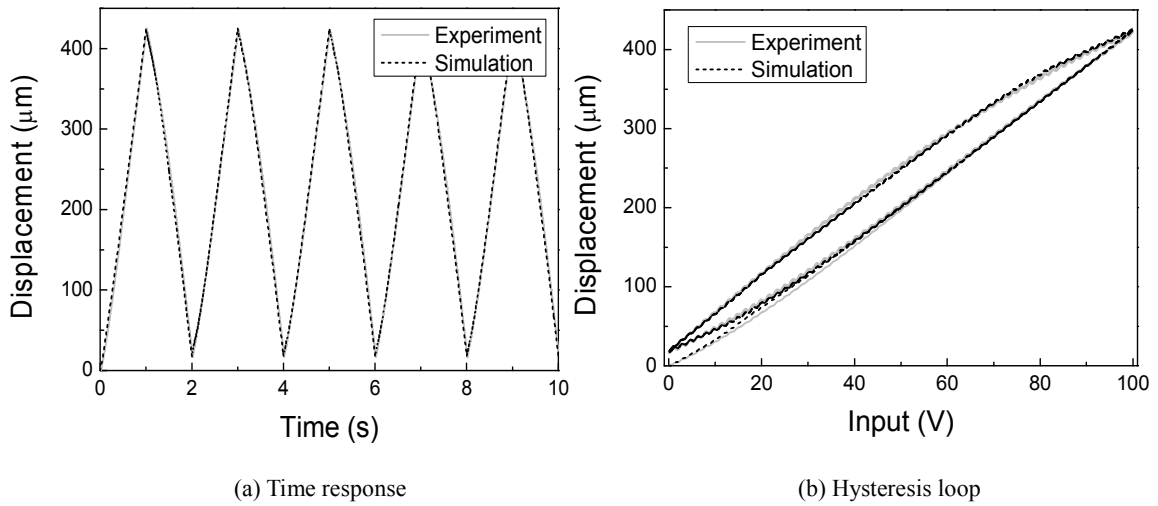 Experiment
Simulation
400
300
200
100
0
Displacement (μm)
0 2 4 6 8 10
Time (s)
(a) Time response
Experiment
Simulation
400
300
200
100
0
Displacement (μm)
0 20 40 60 80 100
Input (V)
(b) Hysteresis loop